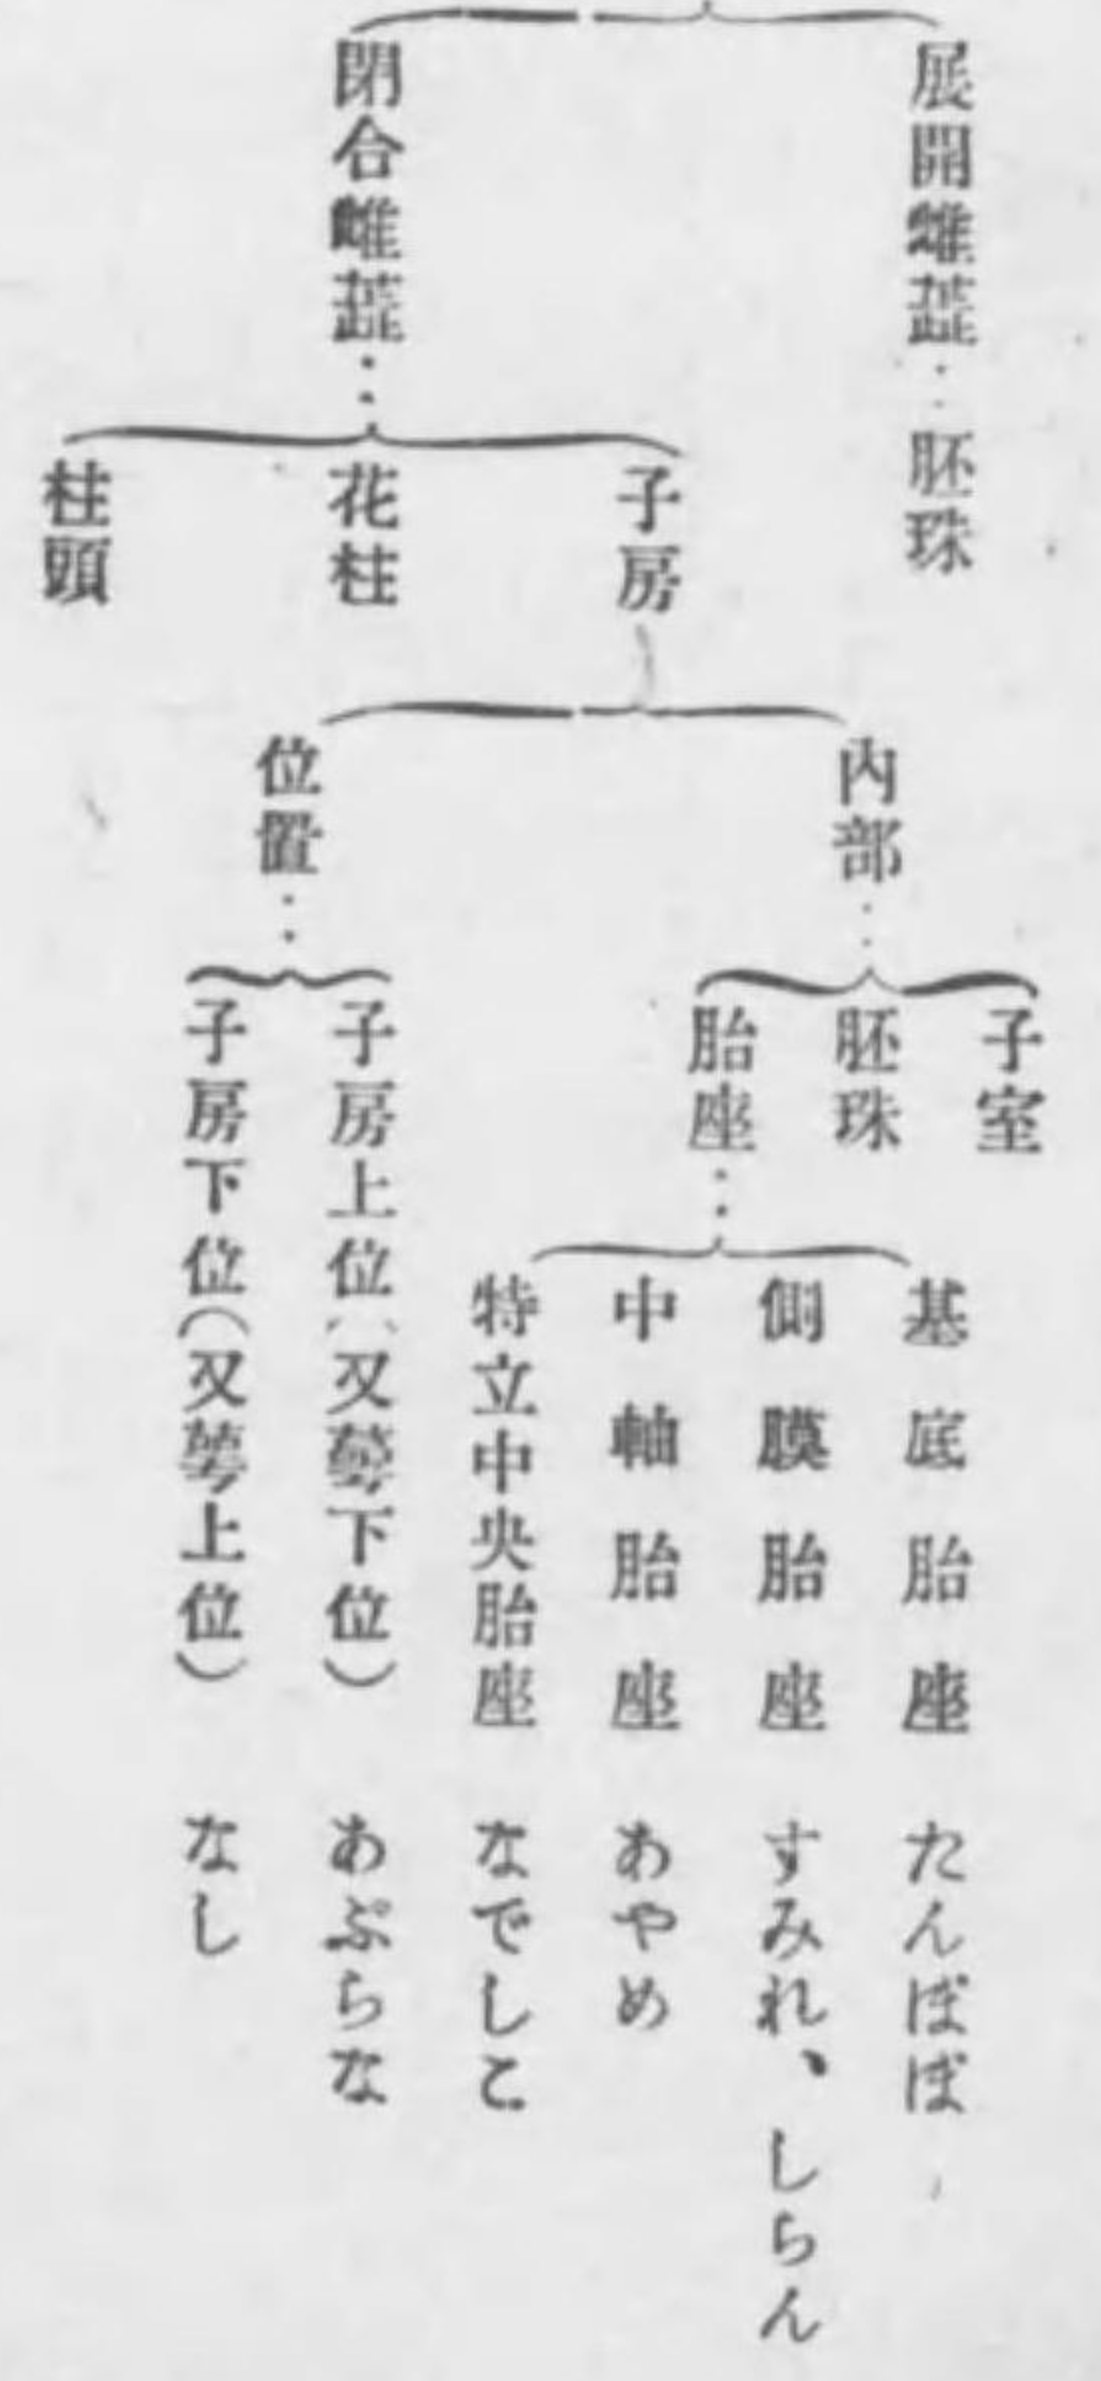 展開雌蕋‥胚珠
閉合雌蕋‥
子房
花柱
柱頭
內部‥
位置‥
子室
胚珠
胎座‥
基底胎座 たんぽぽ
側膜胎座 すみれ、しらん
中軸胎座 あやめ
特立中央胎座 なでしこ
子房上位(又萼下位) あぶらな
子房下位(又萼上位) なし